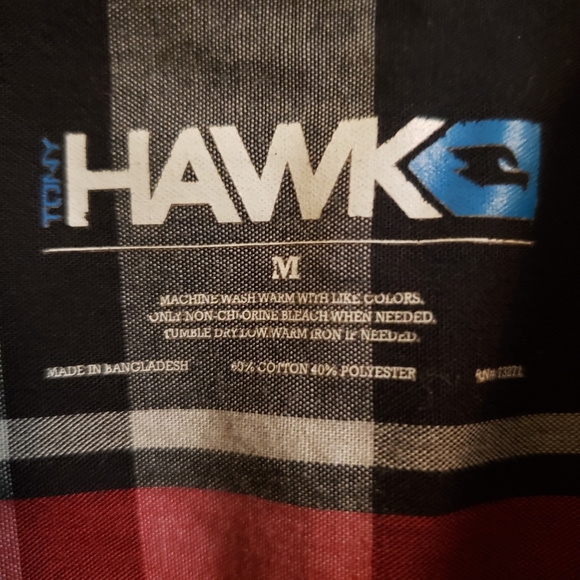 TONY HAWK
M
MACHINE WASH WARM WITH LIKE COLORS.
ONLY NON-CHLORINE BLEACH WHEN NEEDED.
TUMBLE DRY LOW. WARM IRON IF NEEDED.
MADE IN BANGLADESH 60% COTTON 40% POLYESTER